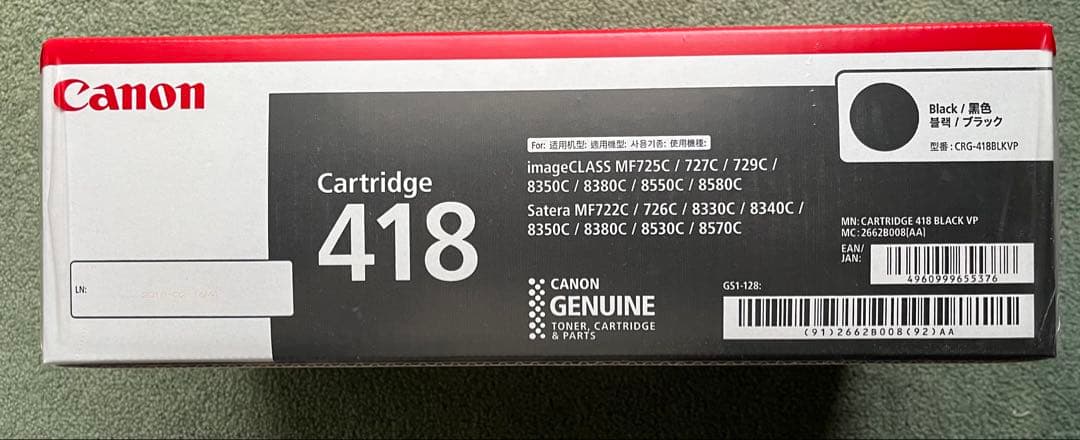 Canon
Cartridge
418
For: 适用机型: 適用機型: 사용기종: 使用機種:
imageCLASS MF725C / 727C / 729C /
8350C / 8380C / 8550C / 8580C
Satera MF722C / 726C / 8330C / 8340C /
8350C / 8380C / 8530C / 8570C
CANON
GENUINE
TONER, CARTRIDGE
& PARTS
Black / 黑色
블랙 / ブラック
型番 : CRG-418BLKVP
MN: CARTRIDGE 418 BLACK VP
MC: 2662B008[AA]
EAN/
JAN:
4960999655376
GS1-128:
(91)2662B008(92)AA
LN: